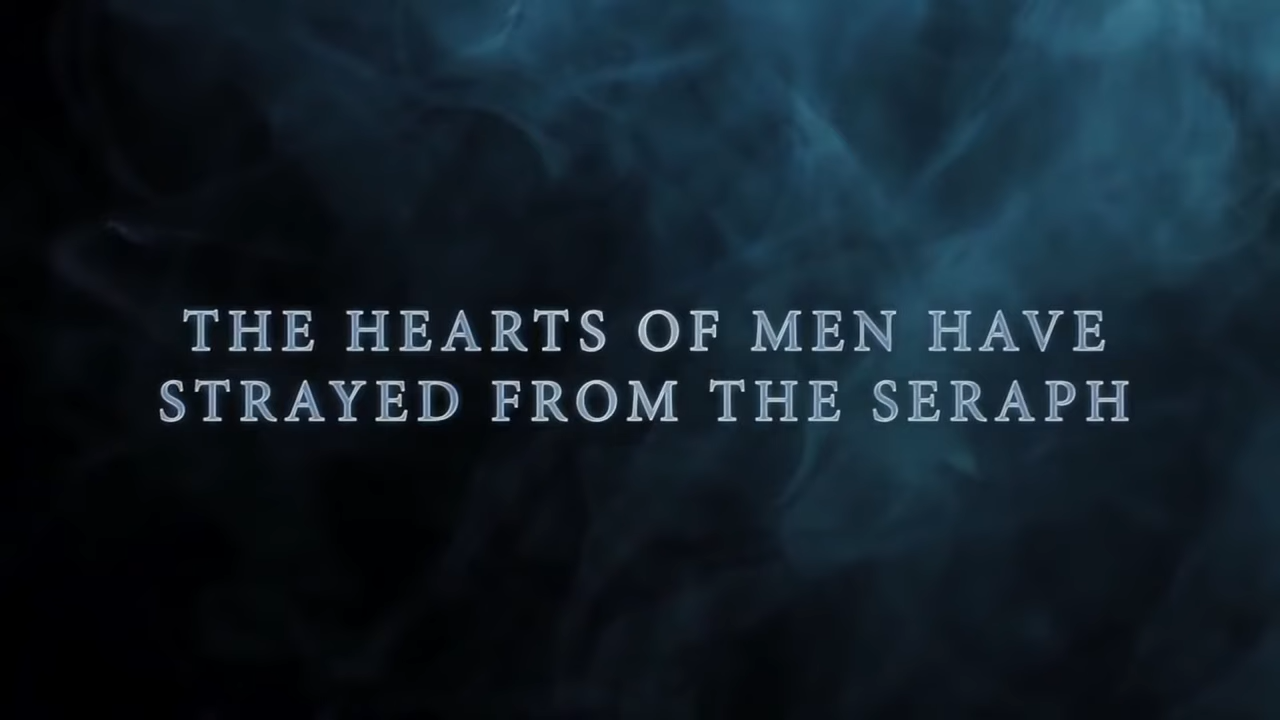 THE HEARTS OF MEN HAVE
STRAYED FROM THE SERAPH